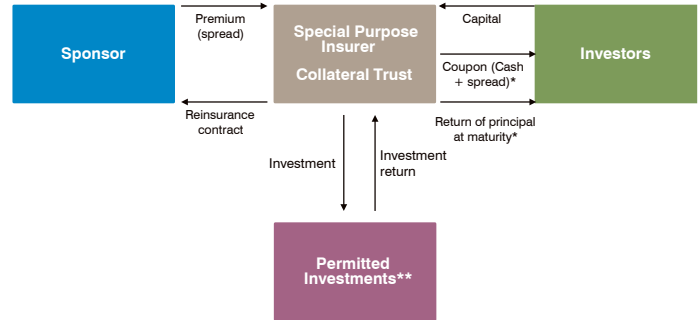 Sponsor
Premium
(spread)
Reinsurance
contract
Special Purpose
Insurer
Collateral Trust
Capital
Coupon (Cash
+ spread)*
Return of principal
at maturity*
Investors
Investment
Investment
return
Permitted
Investments**